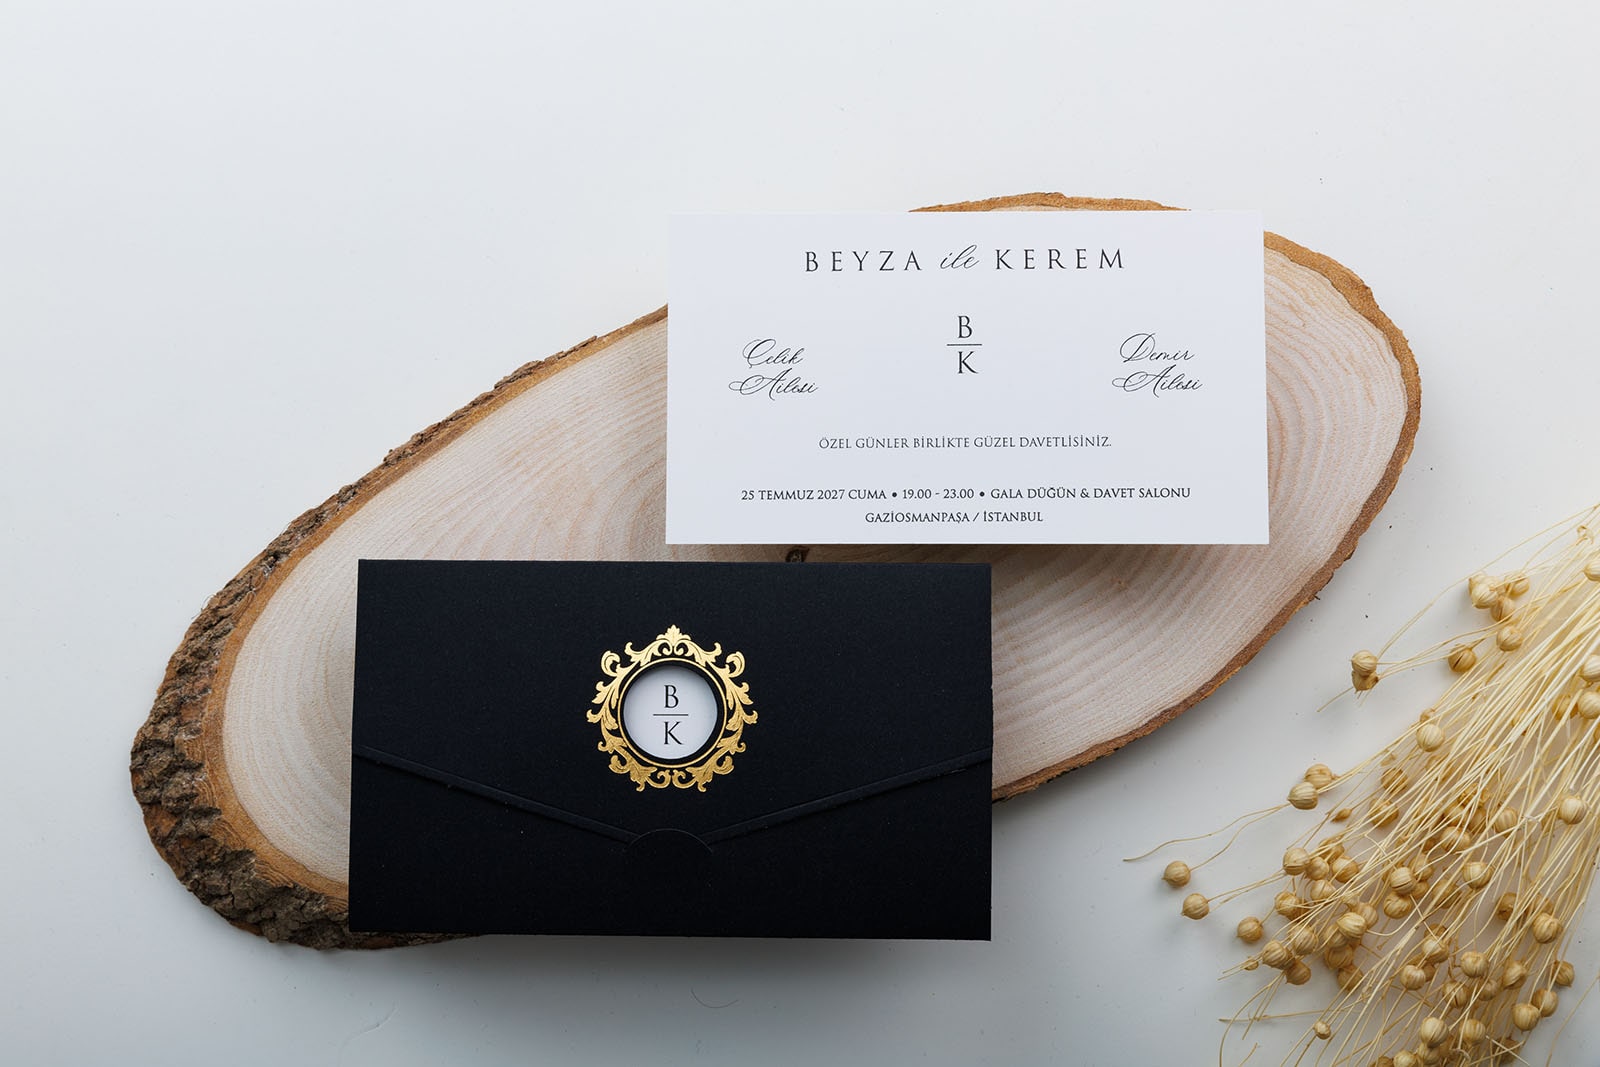 BEYZA ile KEREM
B
K
Çelik
Ailesi
Demir
Ailesi
ÖZEL GÜNLER BİRLİKTE GÜZEL DAVETLİSİNİZ.
25 TEMMUZ 2027 CUMA • 19.00 - 23.00 • GALA DÜĞÜN & DAVET SALONU
GAZİOSMANPAŞA / İSTANBUL
B
K